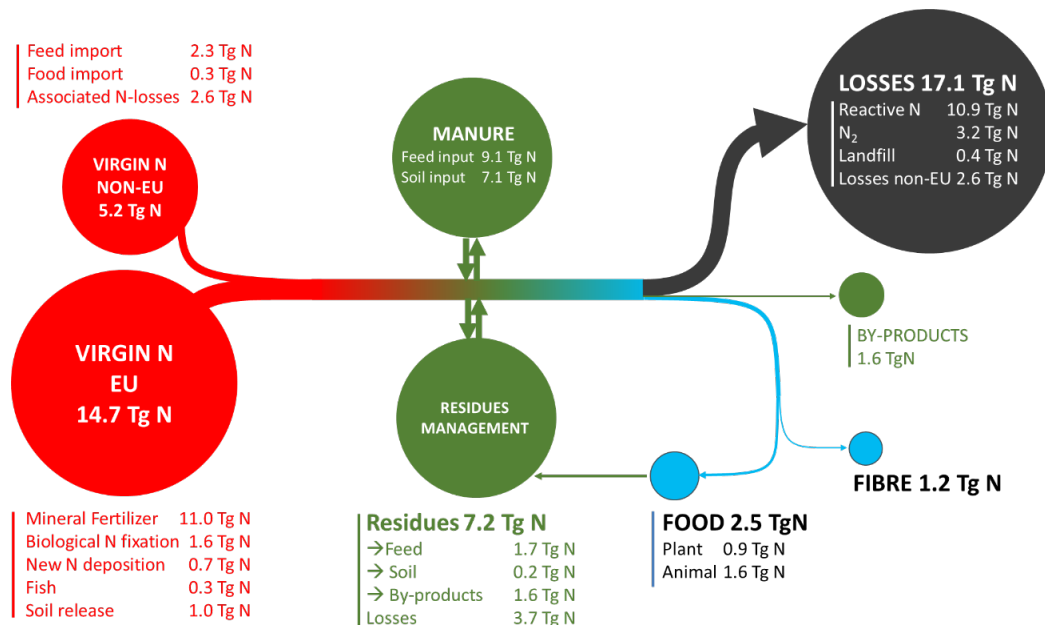 Feed import 2.3 Tg N
Food import 0.3 Tg N
Associated N-losses 2.6 Tg N
VIRGIN N
NON-EU
5.2 Tg N
MANURE
Feed input 9.1 Tg N
Soil input 7.1 Tg N
LOSSES 17.1 Tg N
Reactive N 10.9 Tg N
N₂ 3.2 Tg N
Landfill 0.4 Tg N
Losses non-EU 2.6 Tg N
VIRGIN N
EU
14.7 Tg N
RESIDUES
MANAGEMENT
BY-PRODUCTS
1.6 TgN
FIBRE 1.2 Tg N
Mineral Fertilizer 11.0 Tg N
Biological N fixation 1.6 Tg N
New N deposition 0.7 Tg N
Fish 0.3 Tg N
Soil release 1.0 Tg N
Residues 7.2 Tg N
→Feed 1.7 Tg N
→ Soil 0.2 Tg N
→ By-products 1.6 Tg N
Losses 3.7 Tg N
FOOD 2.5 TgN
Plant 0.9 Tg N
Animal 1.6 Tg N